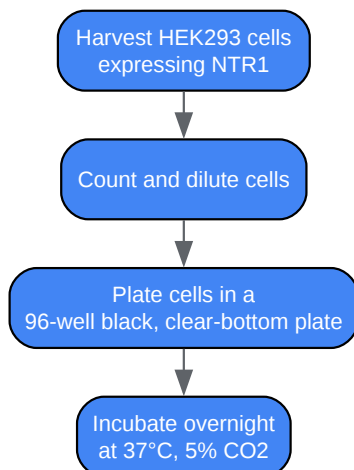 Harvest HEK293 cells
expressing NTR1
Count and dilute cells
Plate cells in a
96-well black, clear-bottom plate
Incubate overnight
at 37°C, 5% CO2